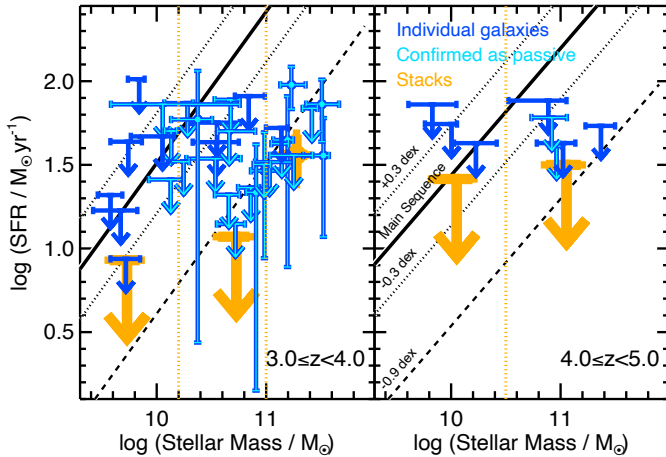 Individual galaxies
Confirmed as passive
Stacks
2.0
1.5
1.0
0.5
log (SFR / M⊙ yr⁻¹)
+0.3 dex
Main Sequence
-0.3 dex
-0.9 dex
3.0≤z<4.0
4.0≤z<5.0
10
11
10
11
log (Stellar Mass / M⊙)
log (Stellar Mass / M⊙)